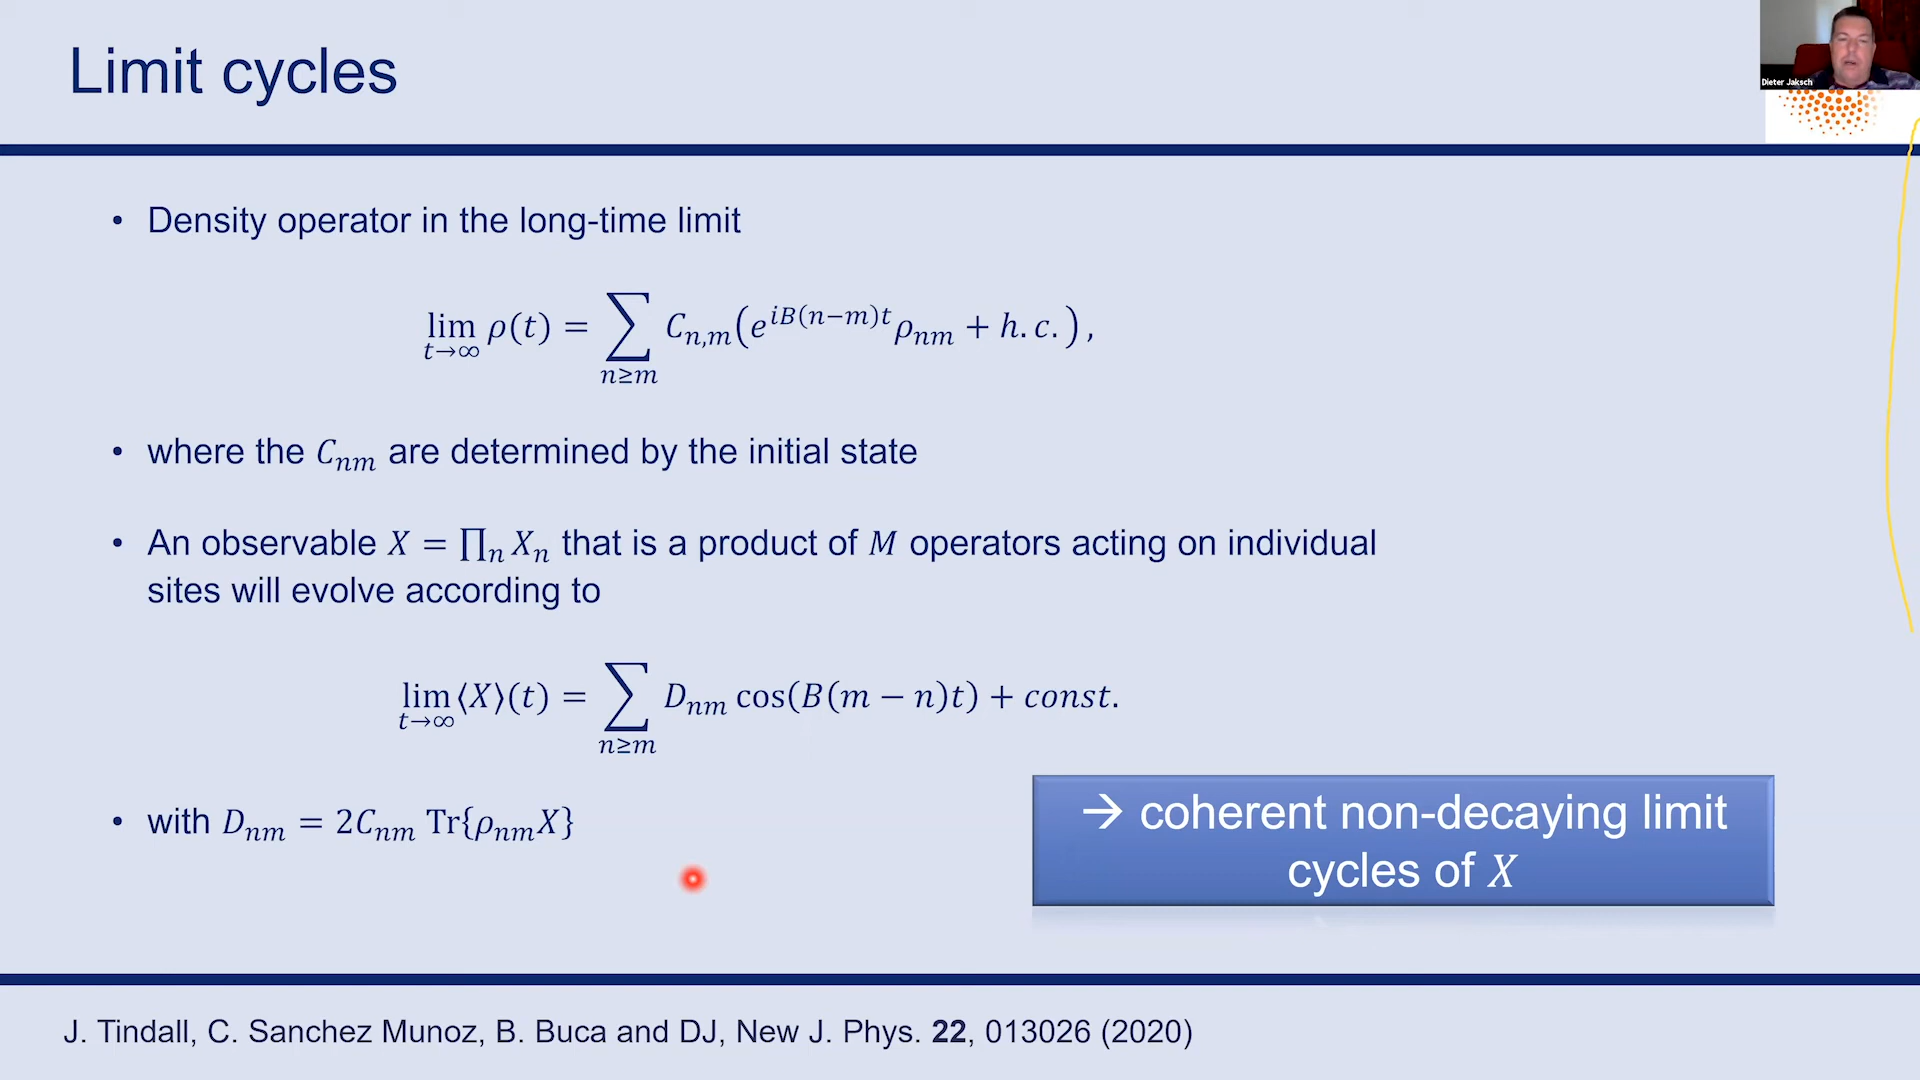 Limit cycles
Dieter Jaksch
• Density operator in the long-time limit
lim_{t→∞} ρ(t) = ∑_{n≥m} C_{n,m}(e^{iB(n−m)t}ρ_{nm} + h.c.),
• where the C_{nm} are determined by the initial state
• An observable X = ∏_n X_n that is a product of M operators acting on individual
sites will evolve according to
lim_{t→∞}⟨X⟩(t) = ∑_{n≥m} D_{nm} cos(B(m − n)t) + const.
• with D_{nm} = 2C_{nm} Tr{ρ_{nm}X}
→ coherent non-decaying limit
cycles of X
J. Tindall, C. Sanchez Munoz, B. Buca and DJ, New J. Phys. 22, 013026 (2020)